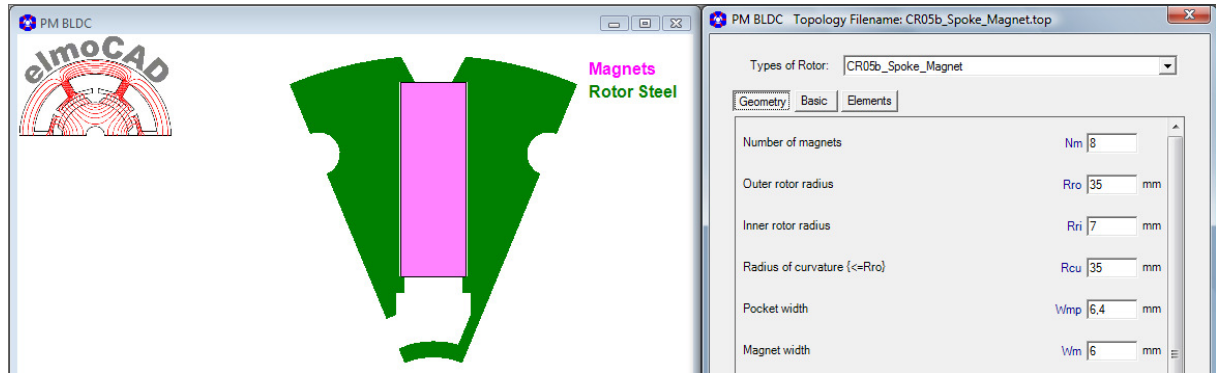 PM BLDC
elmoCAD
Magnets
Rotor Steel
PM BLDC Topology Filename: CR05b_Spoke_Magnet.top
Types of Rotor: CR05b_Spoke_Magnet
Geometry Basic Elements
Number of magnets Nm 8
Outer rotor radius Rro 35 mm
Inner rotor radius Rri 7 mm
Radius of curvature {<=Rro} Rcu 35 mm
Pocket width Wmp 6,4 mm
Magnet width Wm 6 mm